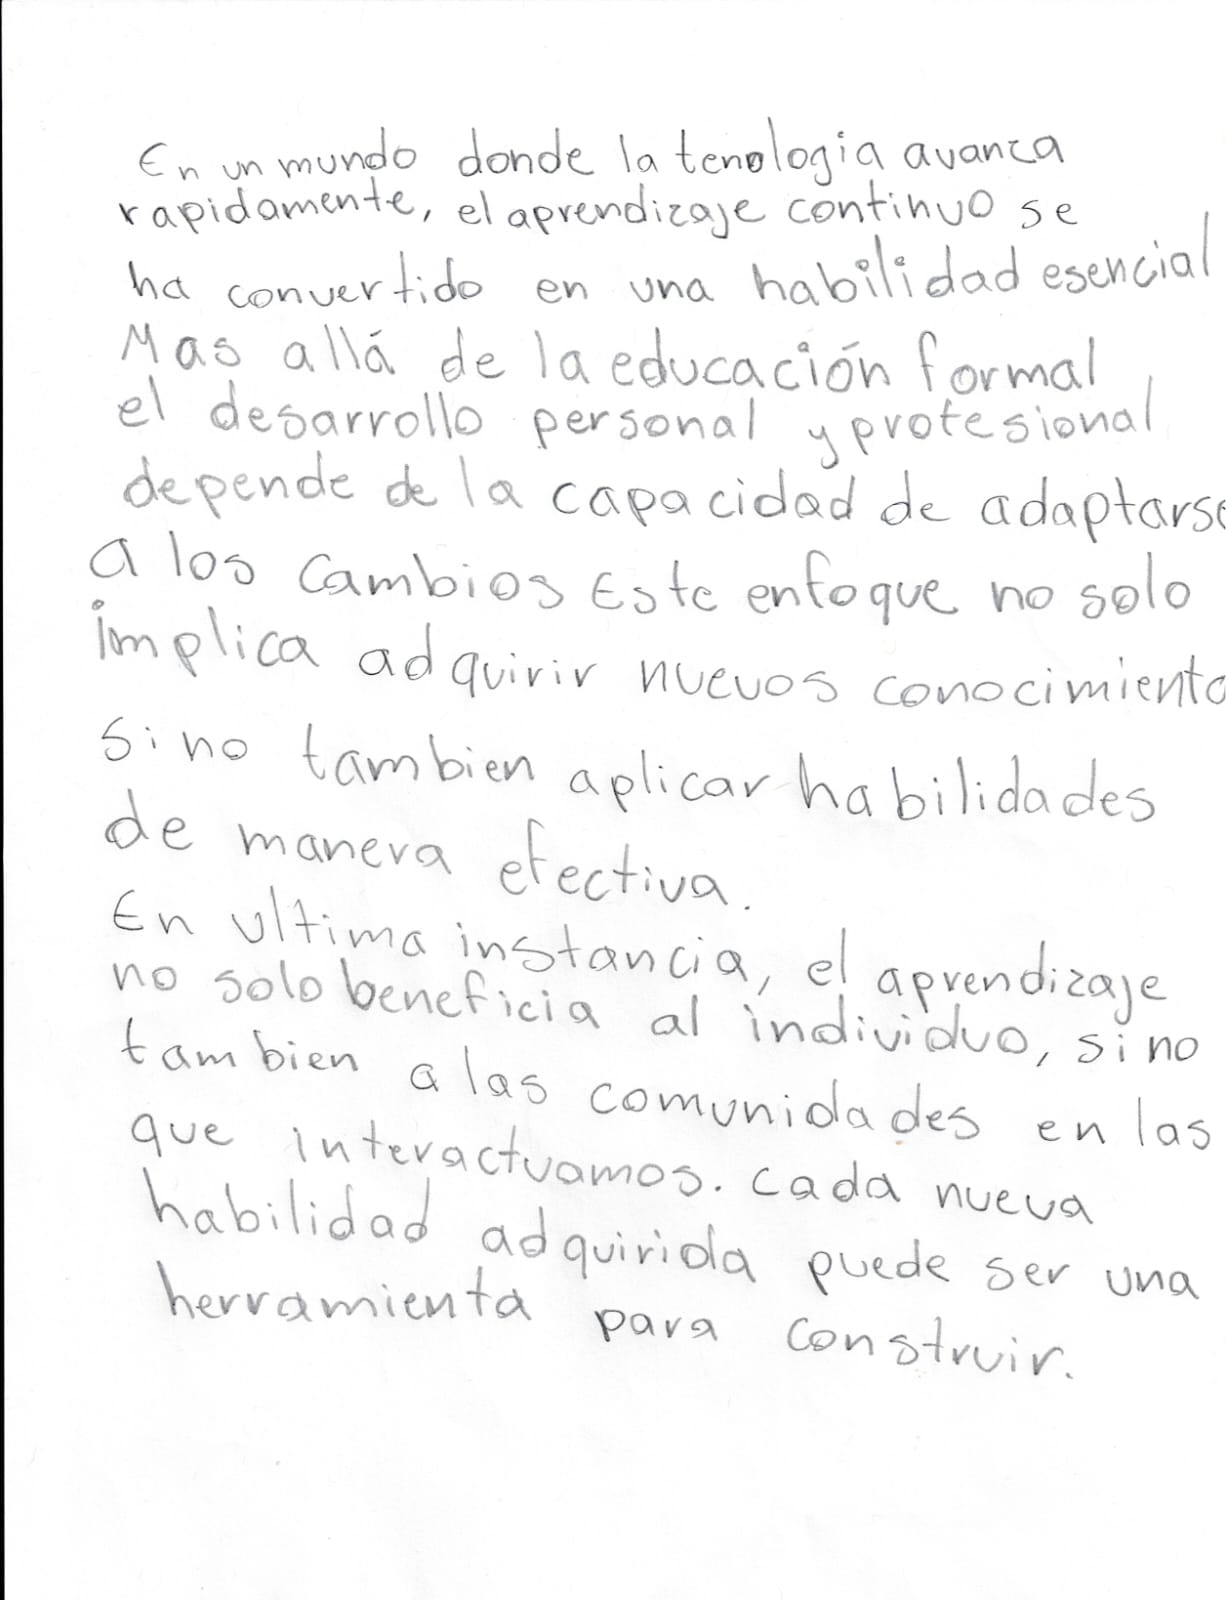 En un mundo donde la tenología avanza
rapidamente, el aprendizaje continuo se
ha convertido en una habilidad esencial
Mas allá de la educación formal
el desarrollo personal y profesional
depende de la capacidad de adaptarse
a los cambios Este enfoque no solo
implica adquirir nuevos conocimiento
sino tambien aplicar habilidades
de manera efectiva.
En ultima instancia, el aprendizaje
no solo beneficia al individuo, sino
tambien a las comunidades en las
que interactuamos. cada nueva
habilidad adquirida puede ser una
herramienta para construir.